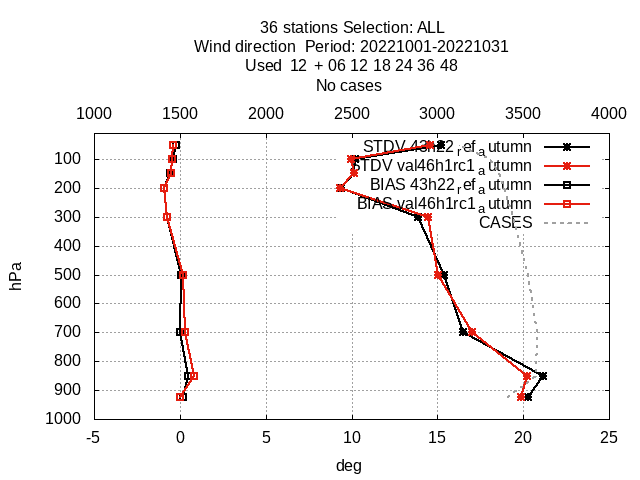 36 stations Selection: ALL
Wind direction  Period: 20221001-20221031
Used  12  + 06 12 18 24 36 48
No cases
1000 1500 2000 2500 3000 3500 4000
STDV 43h22_ref_autumn
STDV val46h1rc1_autumn
BIAS 43h22_ref_autumn
BIAS val46h1rc1_autumn
CASES
hPa
100
200
300
400
500
600
700
800
900
1000
-5 0 5 10 15 20 25
deg